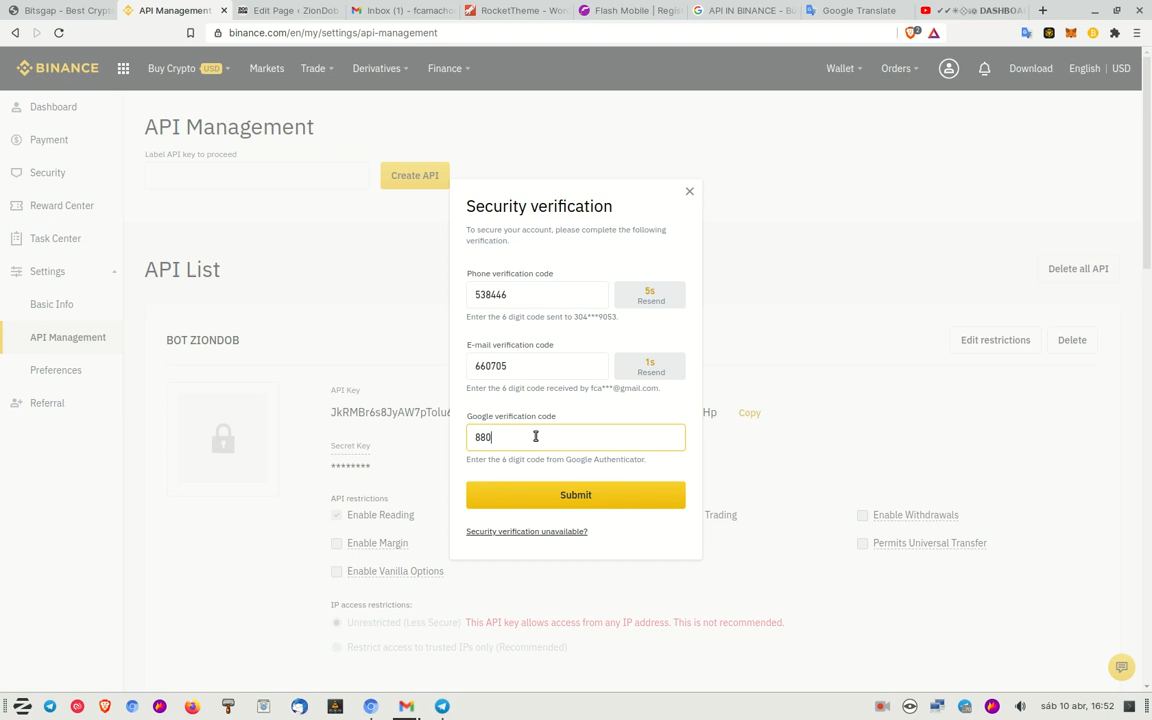 Bitsgap - Best Crypt
API Management
Edit Page ‹ ZionDob
Inbox (1) - fcamachoc
RocketTheme - Wor
Flash Mobile | Regis
API IN BINANCE - Bu
Google Translate
DASHBOA
binance.com/en/my/settings/api-management
2
BINANCE
Buy Crypto USD
Markets
Trade
Derivatives
Finance
Wallet
Orders
Download
English | USD
Dashboard
Payment
Security
Reward Center
Task Center
Settings
Basic Info
API Management
Preferences
Referral
API Management
Label API key to proceed
Create API
API List
Delete all API
BOT ZIONDOB
Edit restrictions
Delete
API Key
JkRMBr6s8JyAW7pTolu
Hp
Copy
Secret Key
********
API restrictions
Enable Reading
Trading
Enable Withdrawals
Enable Margin
Permits Universal Transfer
Enable Vanilla Options
IP access restrictions:
Unrestricted (Less Secure) This API key allows access from any IP address. This is not recommended.
Restrict access to trusted IPs only (Recommended)
Security verification
To secure your account, please complete the following
verification.
Phone verification code
538446
5s
Resend
Enter the 6 digit code sent to 304***9053.
E-mail verification code
660705
1s
Resend
Enter the 6 digit code received by fca***@gmail.com.
Google verification code
880
Enter the 6 digit code from Google Authenticator.
Submit
Security verification unavailable?
sáb 10 abr, 16:52